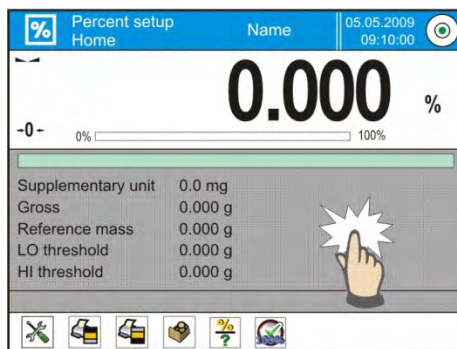 %
Percent setup
Home
Name
05.05.2009
09:10:00
0.000 %
→0←
0% 100%
Supplementary unit 0.0 mg
Gross 0.000 g
Reference mass 0.000 g
LO threshold 0.000 g
HI threshold 0.000 g
%
?